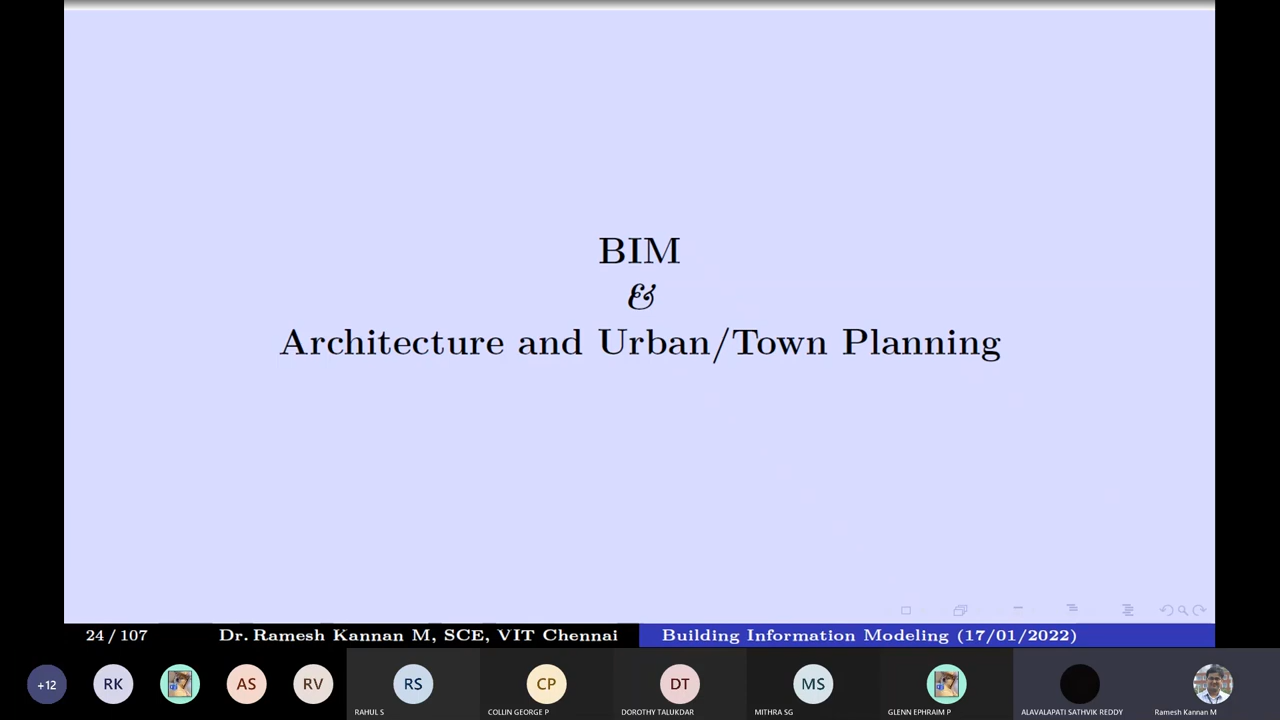 BIM
&
Architecture and Urban/Town Planning
24 / 107
Dr. Ramesh Kannan M, SCE, VIT Chennai
Building Information Modeling (17/01/2022)
+12
RK
AS
RV
RS
CP
DT
MS
RAHUL S
COLLIN GEORGE P
DOROTHY TALUKDAR
MITHRA SG
GLENN EPHRAIM P
ALAVALAPATI SATHVIK REDDY
Ramesh Kannan M